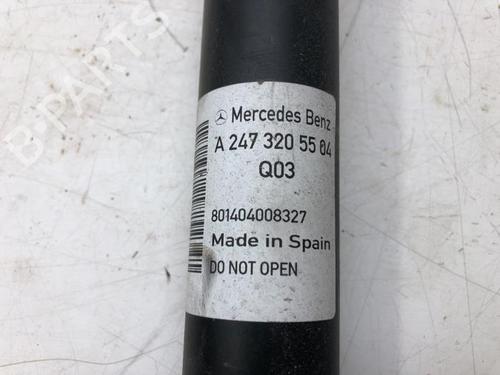 B-PARTS
Mercedes Benz
A 247 320 55 04
Q03
801404008327
Made in Spain
DO NOT OPEN